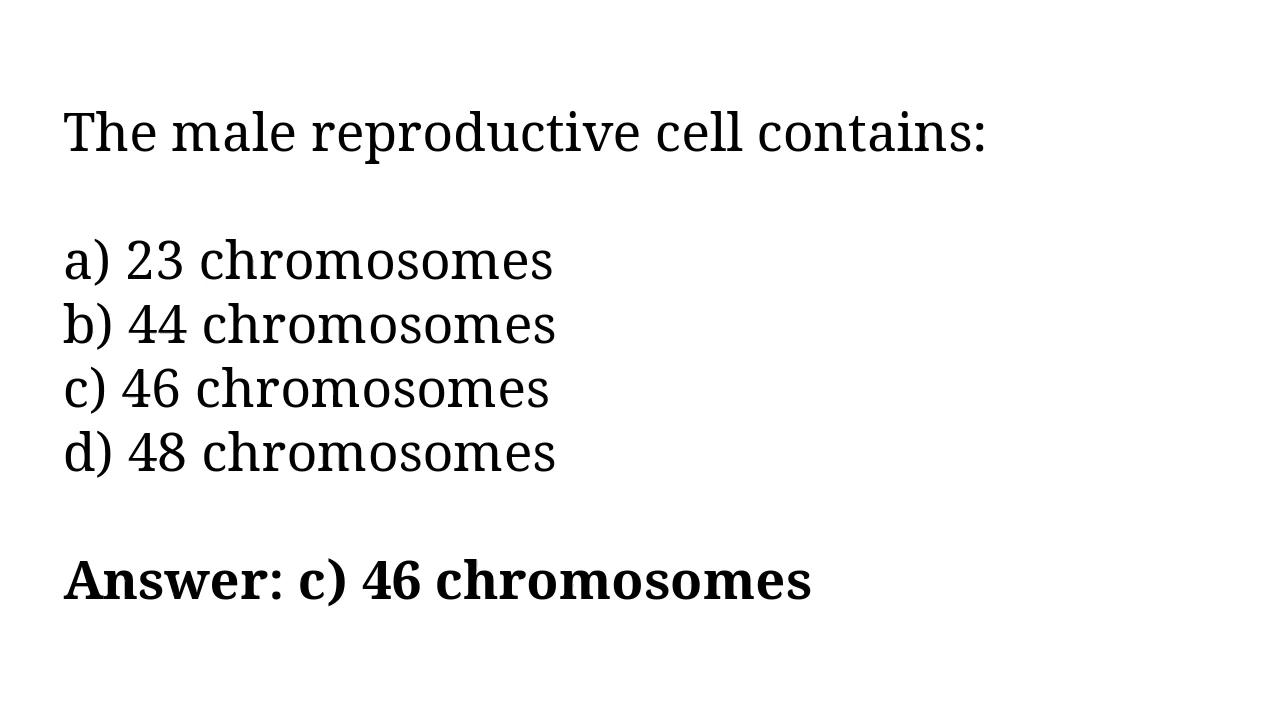 The male reproductive cell contains:
a) 23 chromosomes
b) 44 chromosomes
c) 46 chromosomes
d) 48 chromosomes
Answer: c) 46 chromosomes